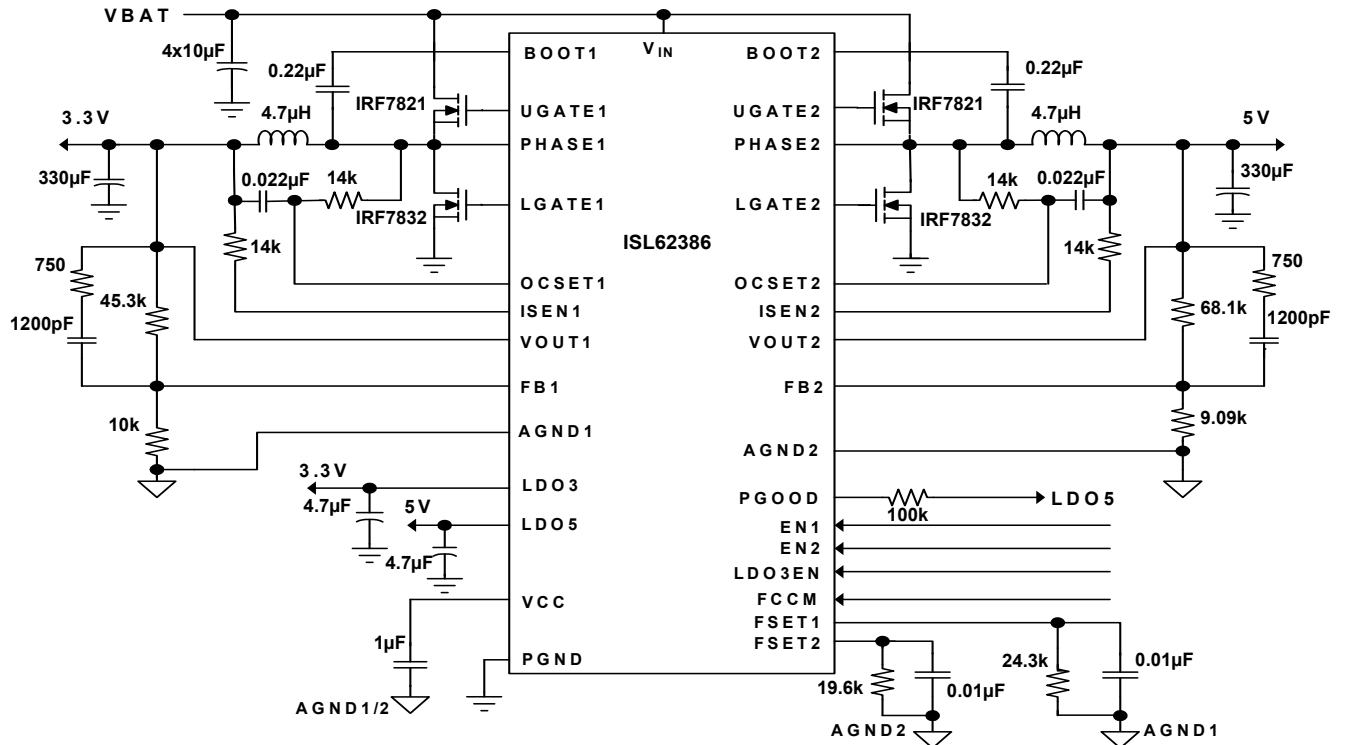 VBAT
4x10µF
0.22µF
BOOT1
VIN
BOOT2
0.22µF
IRF7821
UGATE1
UGATE2
IRF7821
3.3V
4.7µH
PHASE1
PHASE2
4.7µH
5V
330µF
0.022µF
14k
IRF7832
LGATE1
LGATE2
IRF7832
14k
0.022µF
330µF
14k
ISL62386
14k
750
45.3k
1200pF
OCSET1
ISEN1
VOUT1
OCSET2
ISEN2
VOUT2
68.1k
750
1200pF
FB1
FB2
10k
AGND1
AGND2
9.09k
3.3V
LDO3
4.7µF
5V
LDO5
4.7µF
PGOOD
100k
LDO5
EN1
EN2
LDO3EN
FCCM
VCC
1µF
AGND1/2
PGND
FSET1
FSET2
19.6k
0.01µF
AGND2
24.3k
0.01µF
AGND1